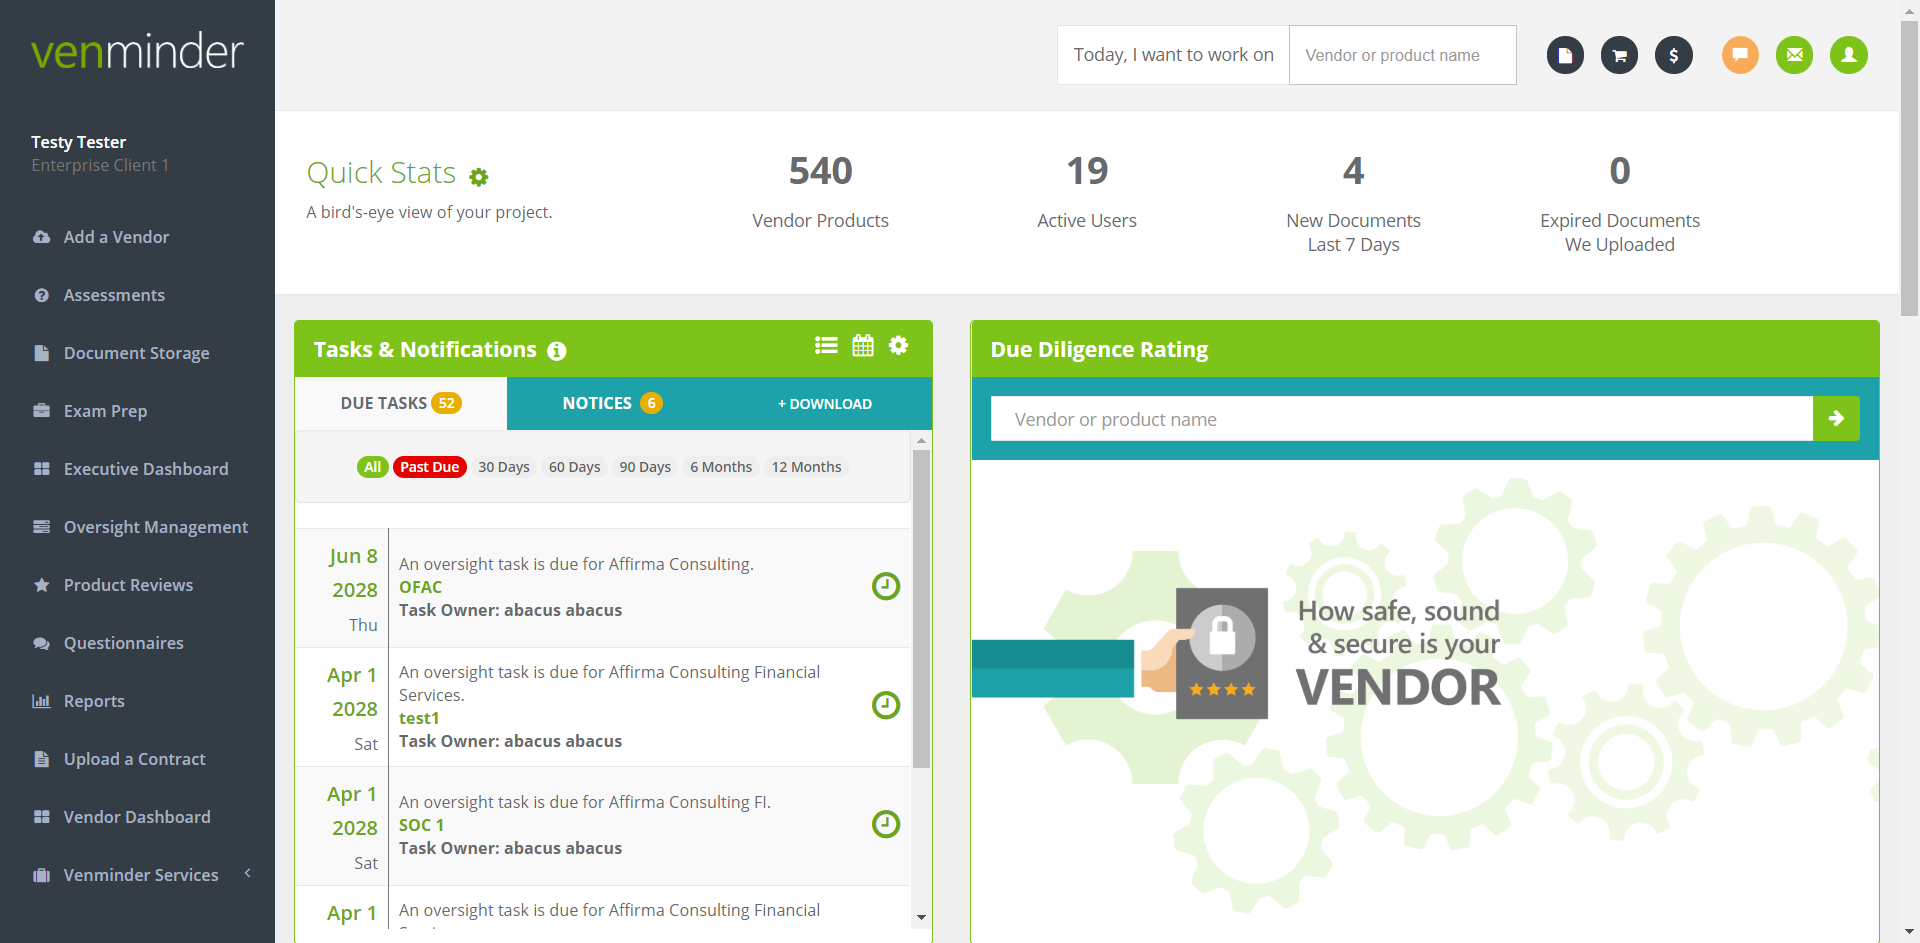 venminder
Testy Tester
Enterprise Client 1
Add a Vendor
Assessments
Document Storage
Exam Prep
Executive Dashboard
Oversight Management
Product Reviews
Questionnaires
Reports
Upload a Contract
Vendor Dashboard
Venminder Services
Today, I want to work on
Vendor or product name
Quick Stats
A bird's-eye view of your project.
540
Vendor Products
19
Active Users
4
New Documents
Last 7 Days
0
Expired Documents
We Uploaded
Tasks & Notifications
DUE TASKS 52
NOTICES 6
+ DOWNLOAD
All Past Due 30 Days 60 Days 90 Days 6 Months 12 Months
Jun 8
2028
Thu
An oversight task is due for Affirma Consulting.
OFAC
Task Owner: abacus abacus
Apr 1
2028
Sat
An oversight task is due for Affirma Consulting Financial
Services.
test1
Task Owner: abacus abacus
Apr 1
2028
Sat
An oversight task is due for Affirma Consulting FI.
SOC 1
Task Owner: abacus abacus
Apr 1
An oversight task is due for Affirma Consulting Financial
Due Diligence Rating
Vendor or product name
How safe, sound
& secure is your
VENDOR